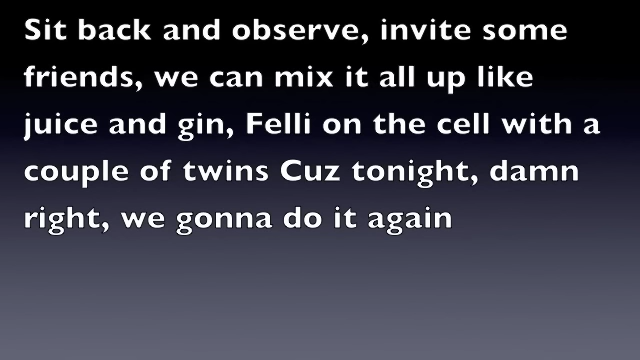 Sit back and observe, invite some
friends, we can mix it all up like
juice and gin, Felli on the cell with a
couple of twins Cuz tonight, damn
right, we gonna do it again